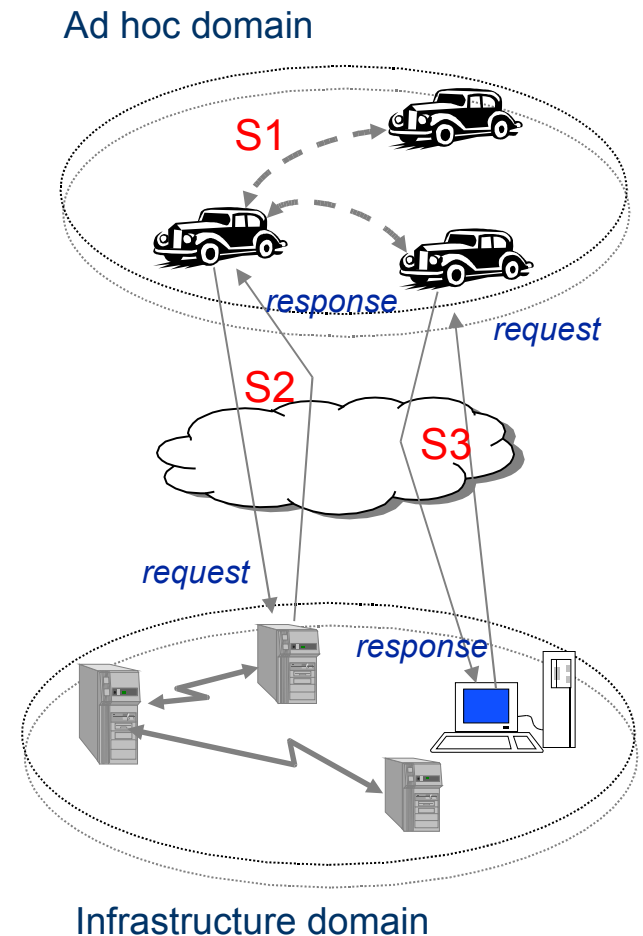 Ad hoc domain
S1
response
request
S2
S3
request
response
Infrastructure domain